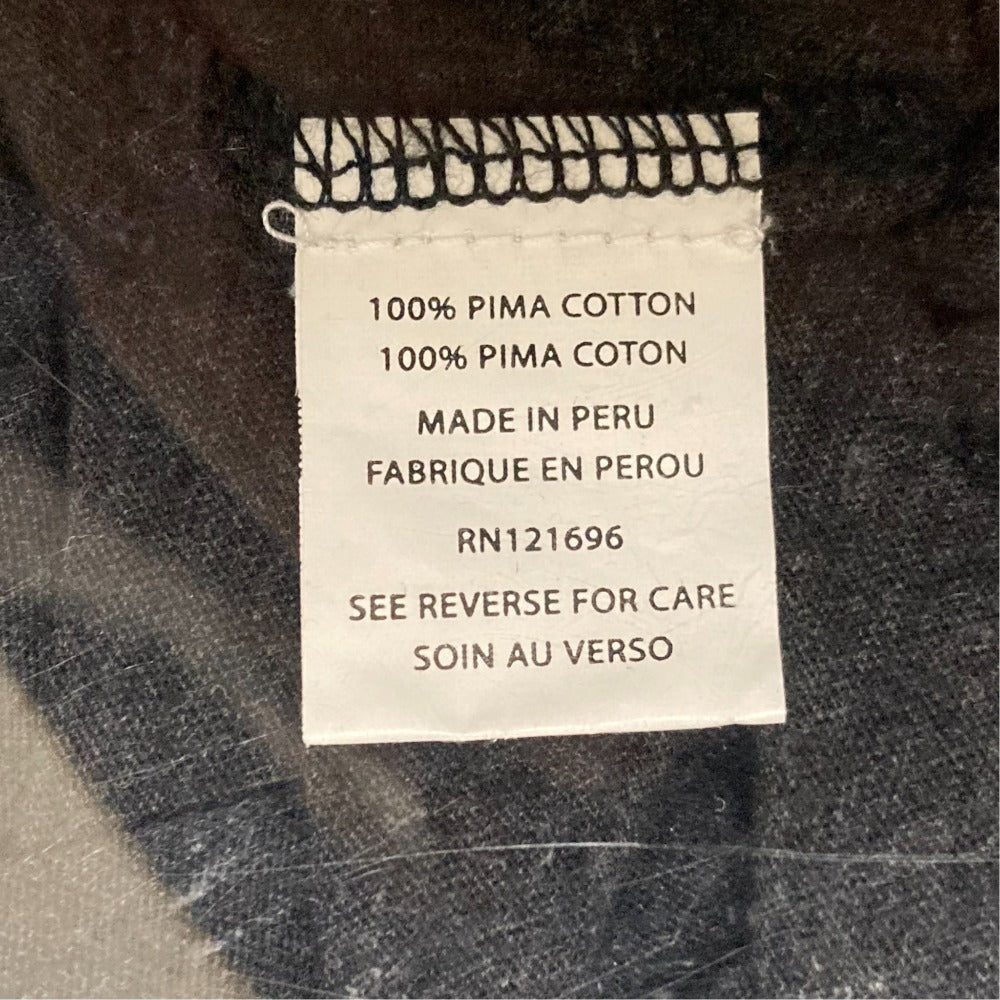 100% PIMA COTTON
100% PIMA COTON
MADE IN PERU
FABRIQUE EN PEROU
RN121696
SEE REVERSE FOR CARE
SOIN AU VERSO